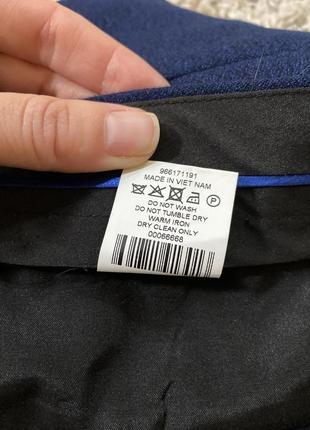 966171191
MADE IN VIET NAM
DO NOT WASH
DO NOT TUMBLE DRY
WARM IRON
DRY CLEAN ONLY
00066668